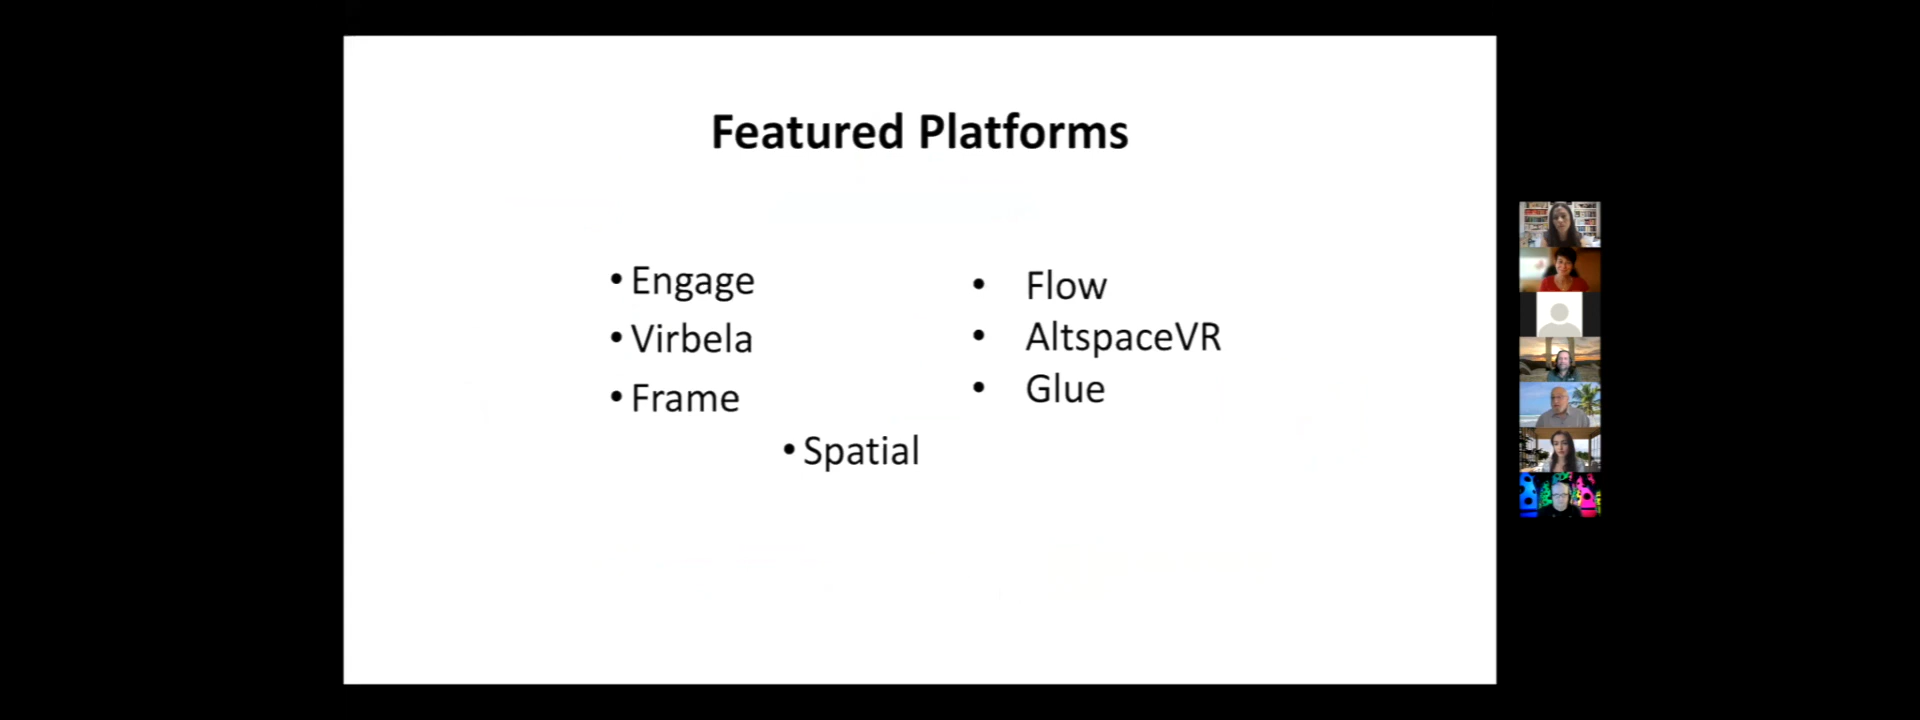 Featured Platforms
• Engage
• Virbela
• Frame
• Flow
• AltspaceVR
• Glue
• Spatial